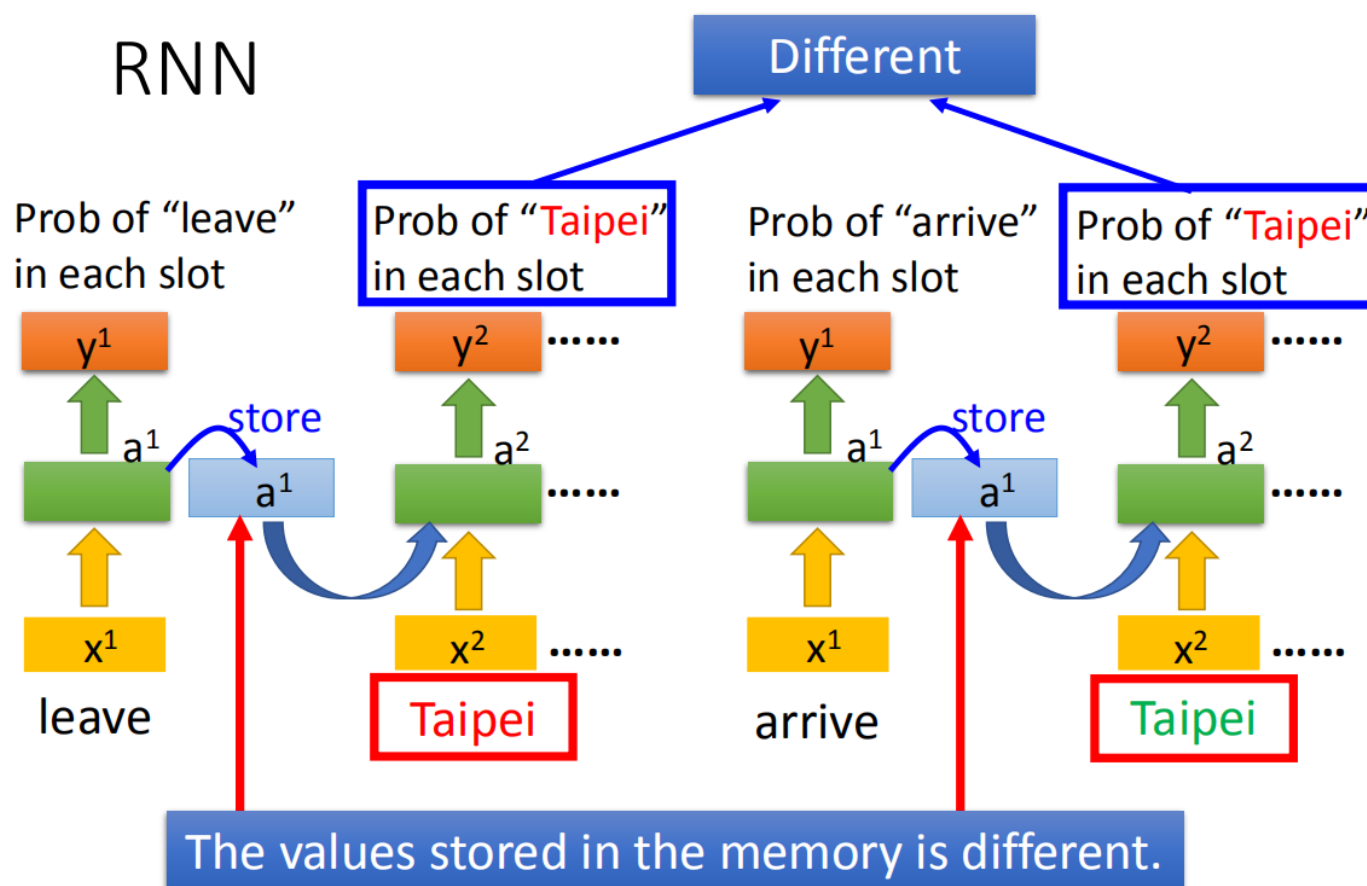 RNN
Different
Prob of “leave”
in each slot
Prob of “Taipei”
in each slot
Prob of “arrive”
in each slot
Prob of “Taipei”
in each slot
y¹
y² ……
y¹
y² ……
store
store
a¹
a²
a¹
a²
a¹
……
a¹
……
x¹
x² ……
x¹
x² ……
leave
Taipei
arrive
Taipei
The values stored in the memory is different.